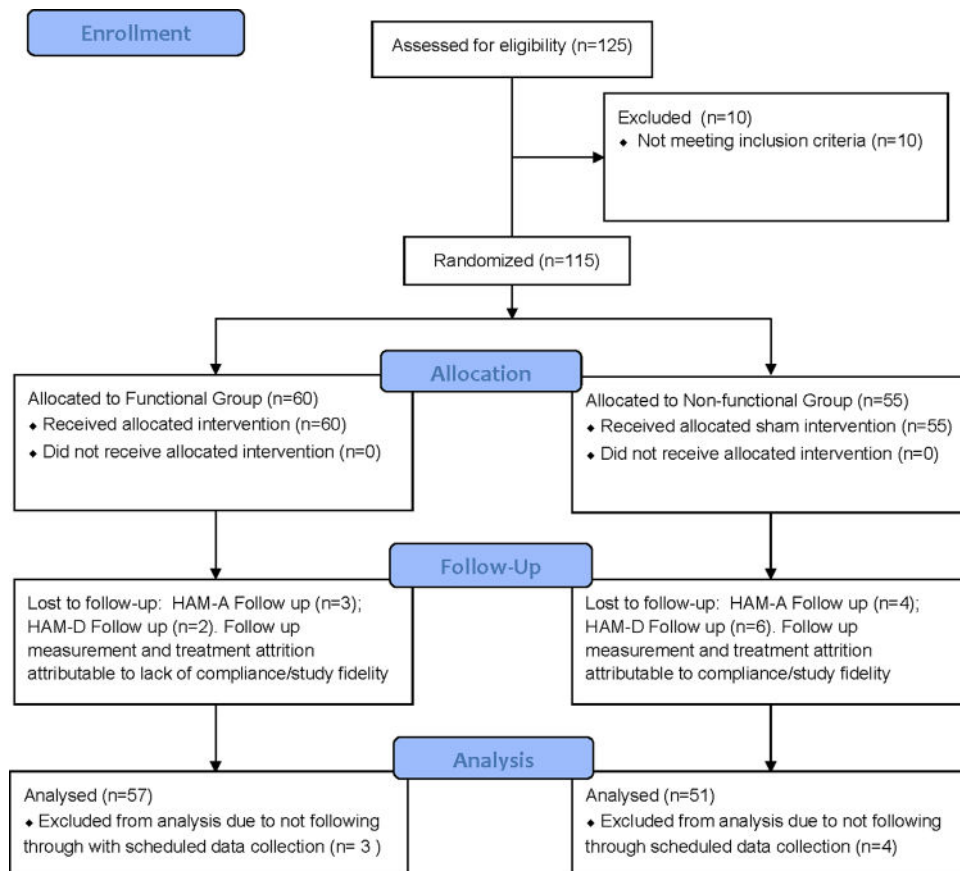 Enrollment
Assessed for eligibility (n=125)
Excluded (n=10)
♦ Not meeting inclusion criteria (n=10)
Randomized (n=115)
Allocation
Allocated to Functional Group (n=60)
♦ Received allocated intervention (n=60)
♦ Did not receive allocated intervention (n=0)
Allocated to Non-functional Group (n=55)
♦ Received allocated sham intervention (n=55)
♦ Did not receive allocated intervention (n=0)
Follow-Up
Lost to follow-up: HAM-A Follow up (n=3);
HAM-D Follow up (n=2). Follow up
measurement and treatment attrition
attributable to lack of compliance/study fidelity
Lost to follow-up: HAM-A Follow up (n=4);
HAM-D Follow up (n=6). Follow up
measurement and treatment attrition
attributable to compliance/study fidelity
Analysis
Analysed (n=57)
♦ Excluded from analysis due to not following
through with scheduled data collection (n= 3 )
Analysed (n=51)
♦ Excluded from analysis due to not following
through scheduled data collection (n=4)